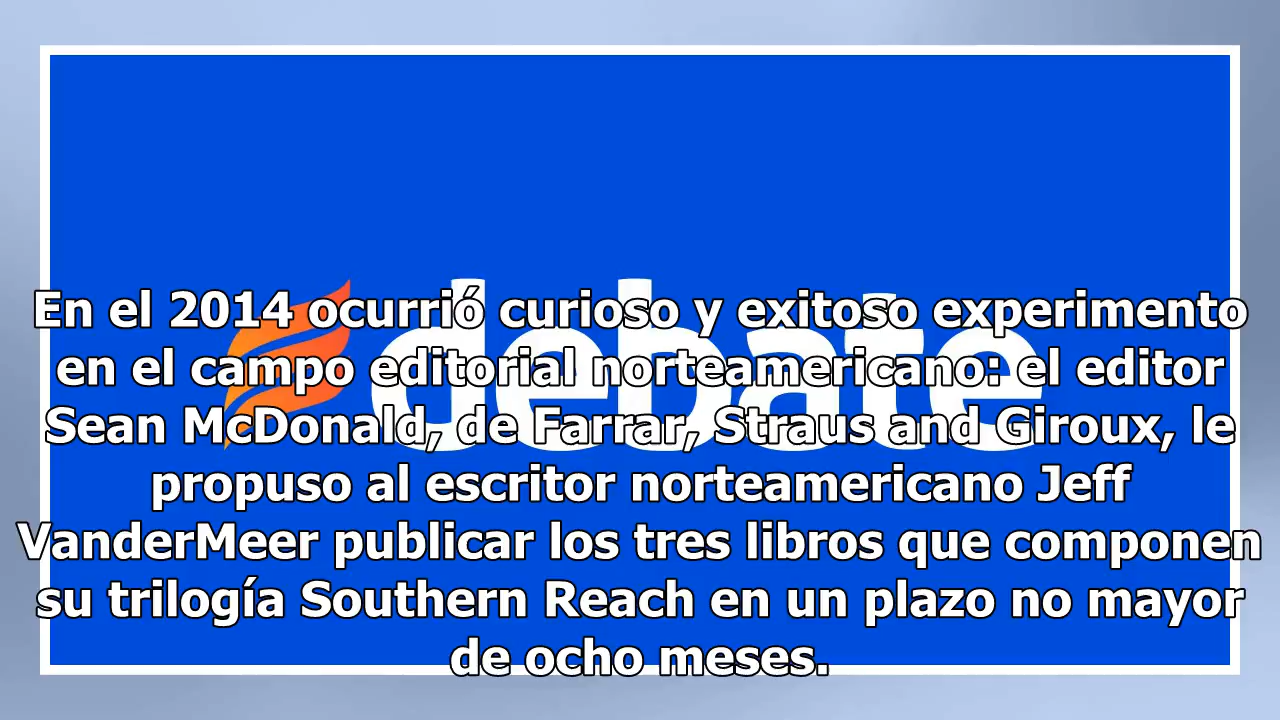 debate
En el 2014 ocurrió curioso y exitoso experimento
en el campo editorial norteamericano: el editor
Sean McDonald, de Farrar, Straus and Giroux, le
propuso al escritor norteamericano Jeff
VanderMeer publicar los tres libros que componen
su trilogía Southern Reach en un plazo no mayor
de ocho meses.